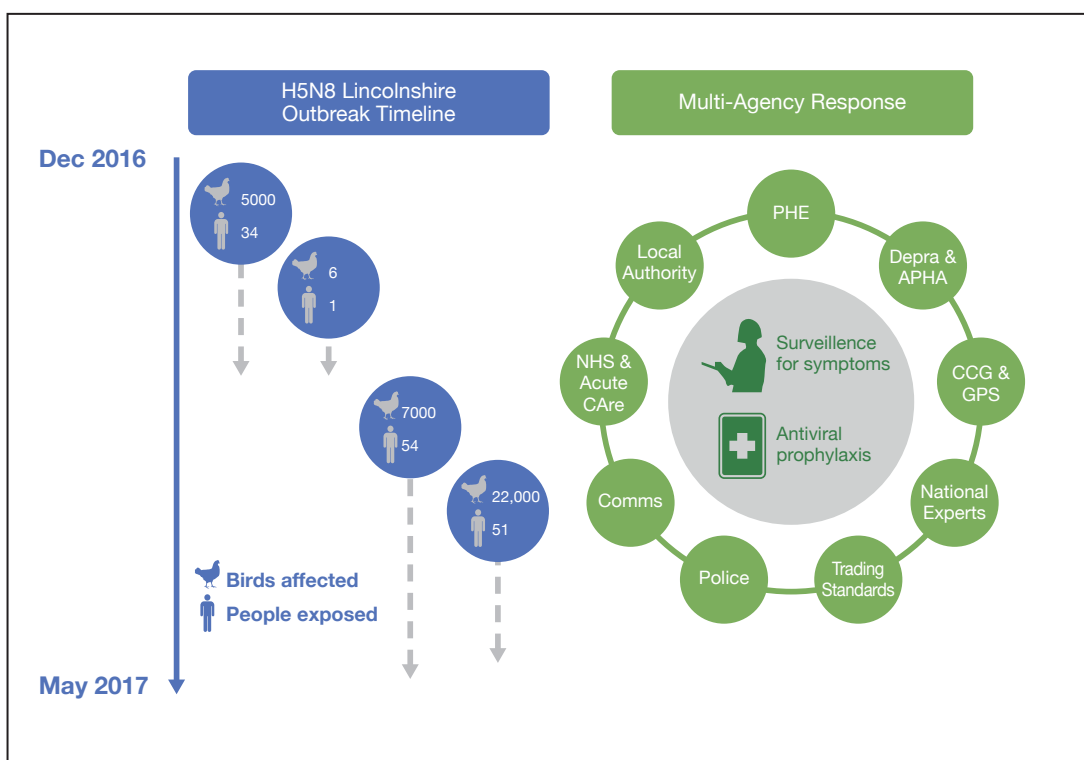 H5N8 Lincolnshire
Outbreak Timeline
Dec 2016
5000
34
6
1
7000
54
22,000
51
Birds affected
People exposed
May 2017
Multi-Agency Response
PHE
Depra &
APHA
CCG &
GPS
National
Experts
Trading
Standards
Police
Comms
NHS &
Acute
CAre
Local
Authority
Surveillence
for symptoms
Antiviral
prophylaxis